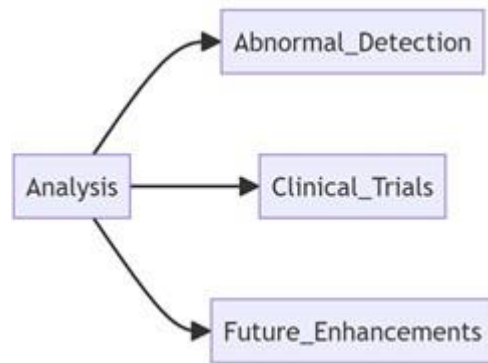 Abnormal_Detection
Analysis
Clinical_Trials
Future_Enhancements